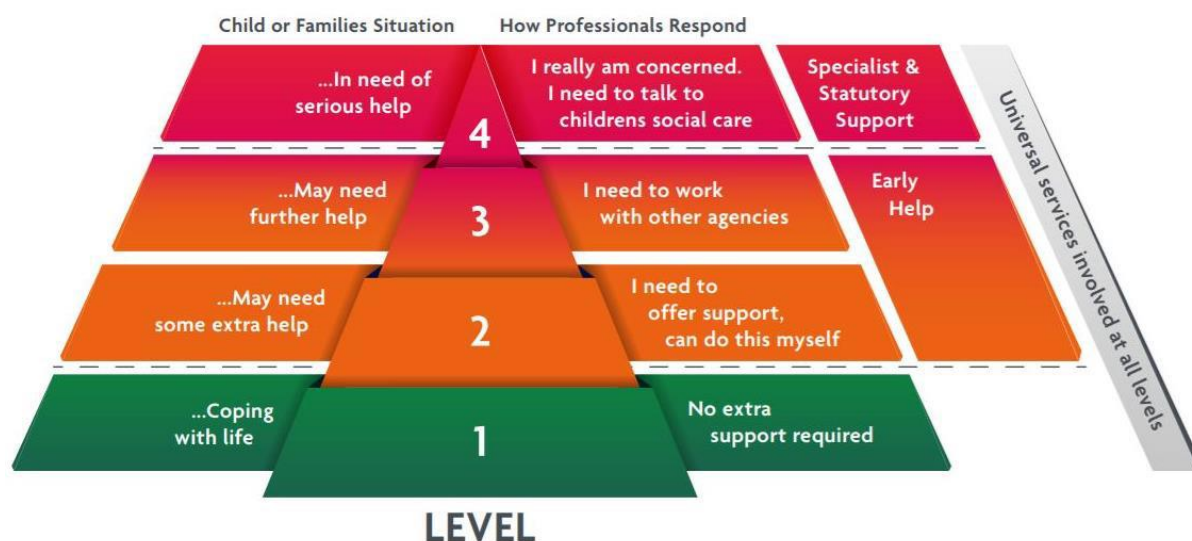 Child or Families Situation
How Professionals Respond
...In need of
serious help
4
I really am concerned.
I need to talk to
childrens social care
Specialist &
Statutory
Support
...May need
further help
3
I need to work
with other agencies
Early
Help
...May need
some extra help
2
I need to
offer support,
can do this myself
...Coping
with life
1
No extra
support required
Universal services involved at all levels
LEVEL